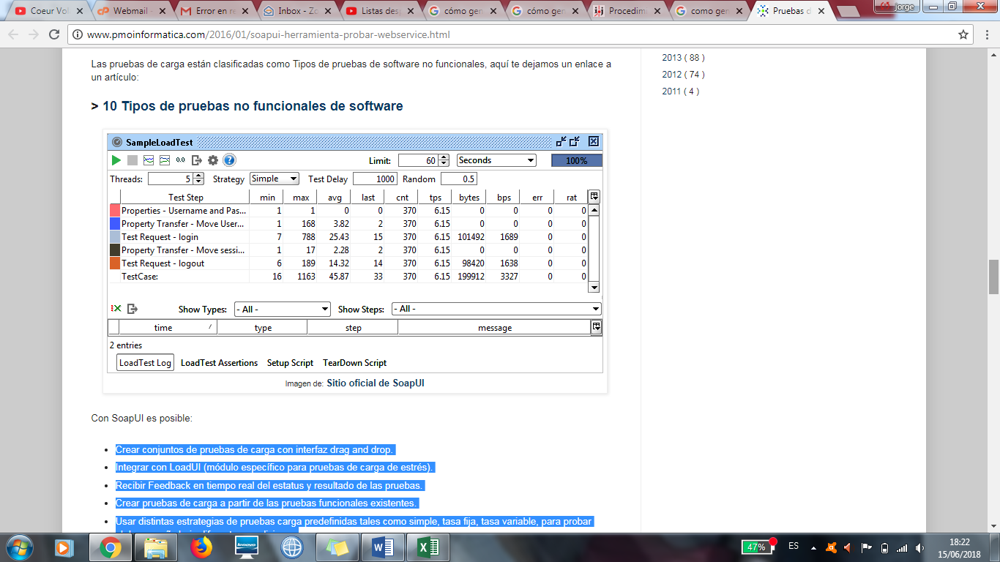 Coeur Vol
Webmail -
Error en re
Inbox - Zo
Listas desp
cómo gen
cómo gen
Procedimi
como gen
Pruebas d
jorge
www.pmoinformatica.com/2016/01/soapui-herramienta-probar-webservice.html
Las pruebas de carga están clasificadas como Tipos de pruebas de software no funcionales, aquí te dejamos un enlace a
un artículo:
2013 ( 88 )
2012 ( 74 )
2011 ( 4 )
> 10 Tipos de pruebas no funcionales de software
SampleLoadTest
0.0
?
Limit: 60 Seconds 100%
Threads: 5 Strategy Simple Test Delay 1000 Random 0.5
Test Step min max avg last cnt tps bytes bps err rat
Properties - Username and Pas... 1 1 0 0 370 6.15 0 0 0 0
Property Transfer - Move User... 1 168 3.82 2 370 6.15 0 0 0 0
Test Request - login 7 788 25.43 15 370 6.15 101492 1689 0 0
Property Transfer - Move sessi... 1 17 2.28 2 370 6.15 0 0 0 0
Test Request - logout 6 189 14.32 14 370 6.15 98420 1638 0 0
TestCase: 16 1163 45.87 33 370 6.15 199912 3327 0 0
Show Types: - All - Show Steps: - All -
time type step message
2 entries
LoadTest Log LoadTest Assertions Setup Script TearDown Script
Imagen de: Sitio oficial de SoapUI
Con SoapUI es posible:
• Crear conjuntos de pruebas de carga con interfaz drag and drop.
• Integrar con LoadUI (módulo específico para pruebas de carga de estrés).
• Recibir Feedback en tiempo real del estatus y resultado de las pruebas.
• Crear pruebas de carga a partir de las pruebas funcionales existentes.
• Usar distintas estrategias de pruebas carga predefinidas tales como simple, tasa fija, tasa variable, para probar
lenovo
47%
ES
18:22
15/06/2018